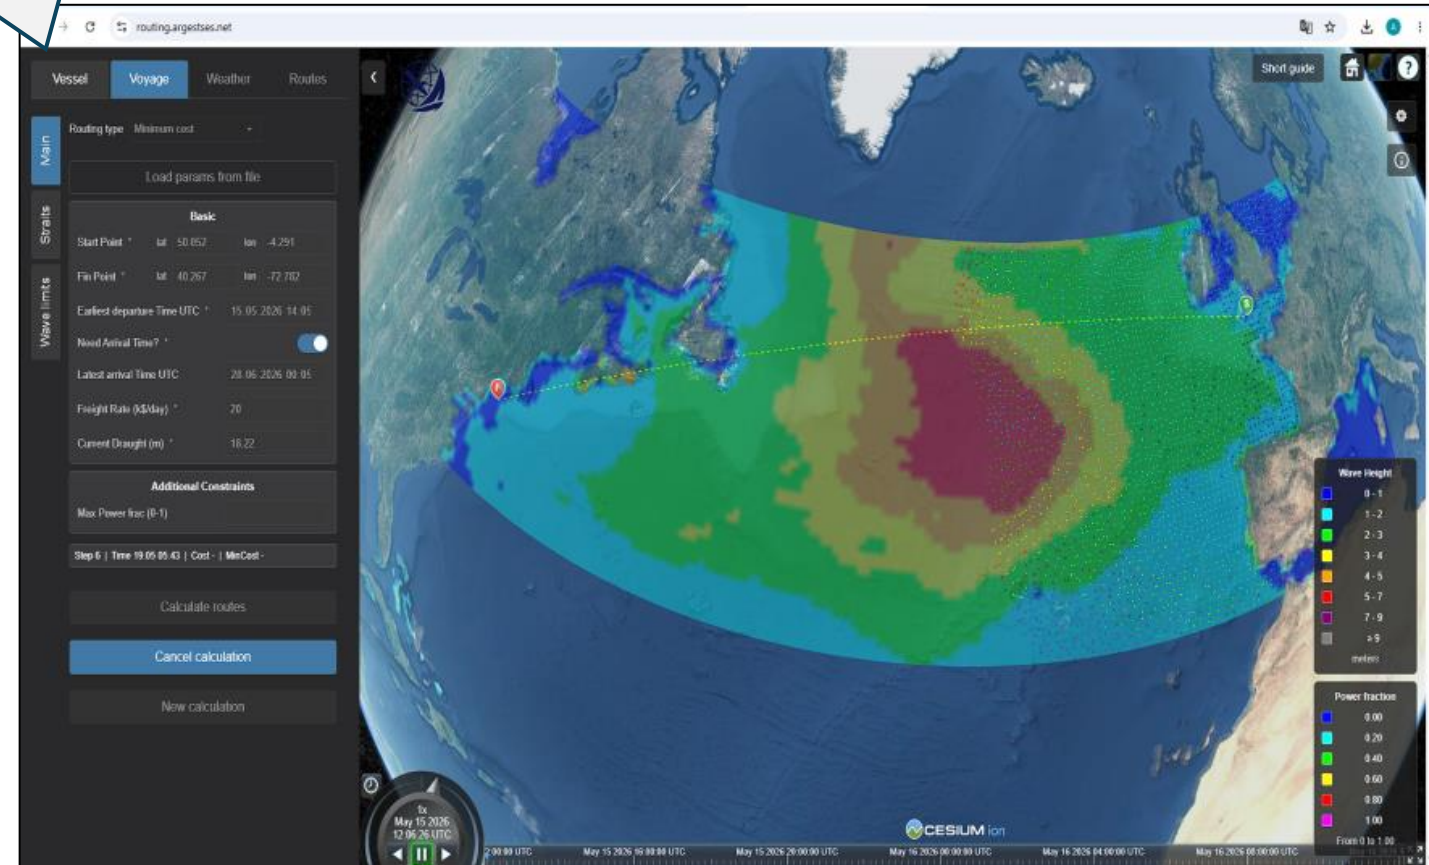 routing.argestses.net
Vessel Voyage Weather Routes
Short guide
?
Main
Straits
Wave limits
Routing type Minimum cost
Load params from file
Basic
Start Point * lat 50.052 lon -4.291
Fin Point * lat 40.267 lon -72.782
Earliest departure Time UTC * 15.05.2026 14:05
Need Arrival Time? *
Latest arrival Time UTC 28.06.2026 00:05
Freight Rate (k$/day) * 20
Current Draught (m) * 18.22
Additional Constraints
Max Power frac (0-1)
Step 6 | Time 19.05 05:43 | Cost - | MinCost -
Calculate routes
Cancel calculation
New calculation
F
S
Wave Height
0 - 1
1 - 2
2 - 3
3 - 4
4 - 5
5 - 7
7 - 9
≥ 9
meters
Power fraction
0.00
0.20
0.40
0.60
0.80
1.00
From 0 to 1.00
1x
May 15 2026
12:06:26 UTC
CESIUM ion
2:00:00 UTC May 15 2026 16:00:00 UTC May 15 2026 20:00:00 UTC May 16 2026 00:00:00 UTC May 16 2026 04:00:00 UTC May 16 2026 08:00:00 UTC